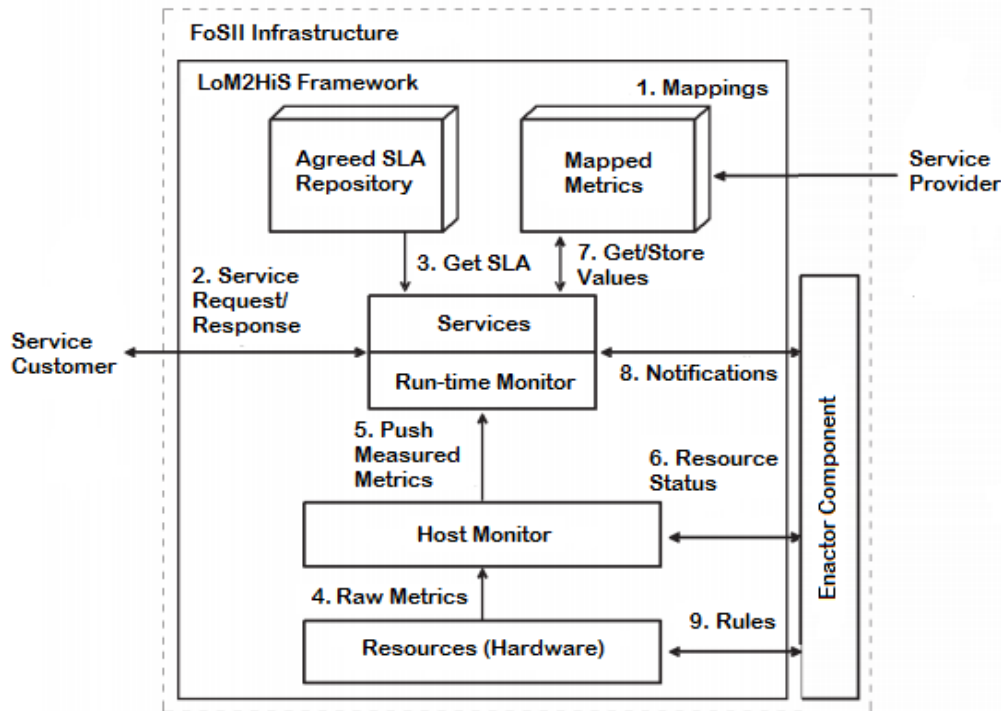 FoSII Infrastructure
LoM2HiS Framework
1. Mappings
Agreed SLA
Repository
Mapped
Metrics
Service
Provider
3. Get SLA
7. Get/Store
Values
2. Service
Request/
Response
Services
Service
Customer
Run-time Monitor
8. Notifications
5. Push
Measured
Metrics
6. Resource
Status
Enactor Component
Host Monitor
4. Raw Metrics
9. Rules
Resources (Hardware)